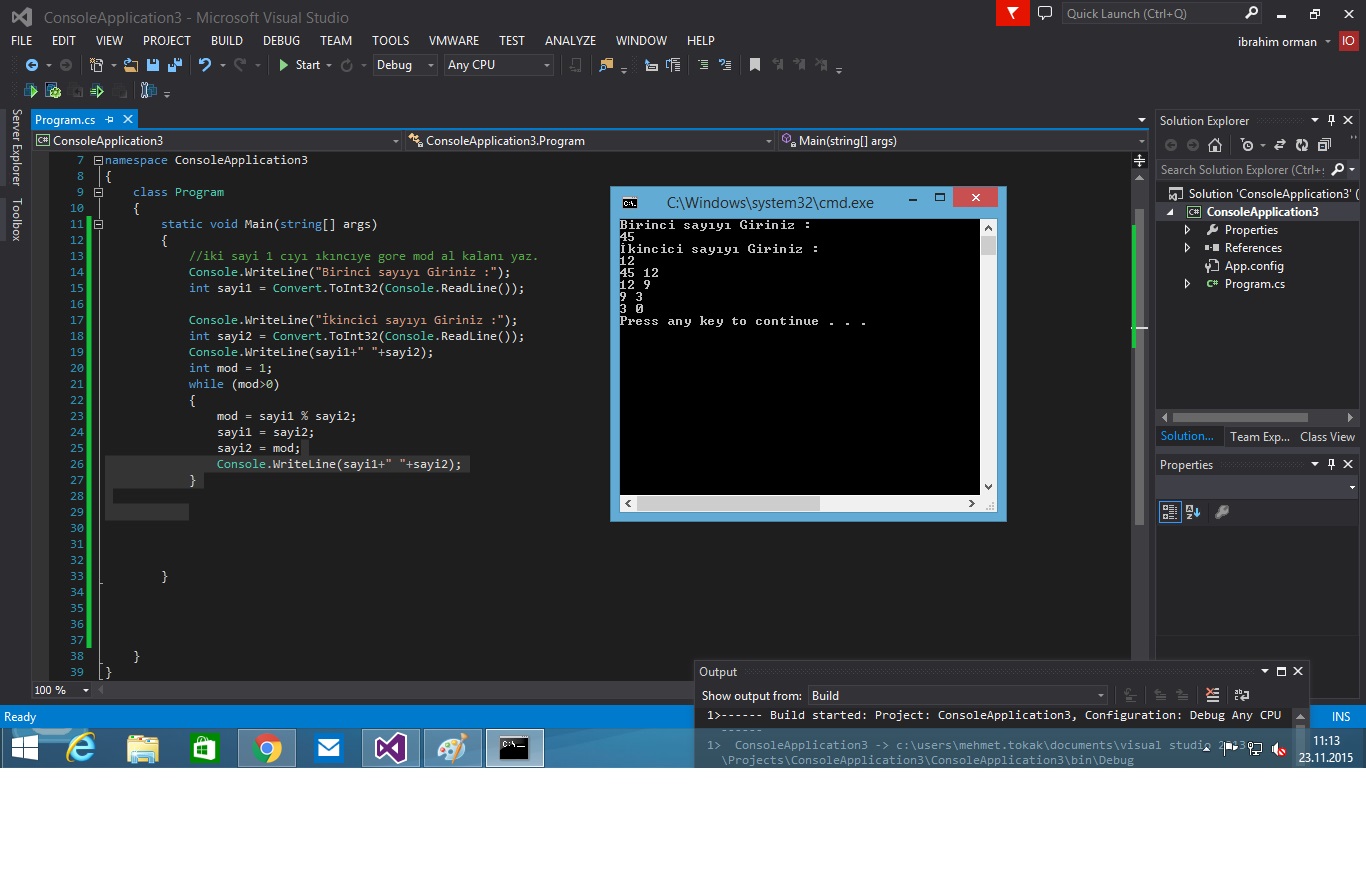 ConsoleApplication3 - Microsoft Visual Studio
Quick Launch (Ctrl+Q)
FILE EDIT VIEW PROJECT BUILD DEBUG TEAM TOOLS VMWARE TEST ANALYZE WINDOW HELP
ibrahim orman IO
Start Debug Any CPU
Server Explorer
Toolbox
Program.cs
C# ConsoleApplication3
ConsoleApplication3.Program
Main(string[] args)
7 namespace ConsoleApplication3
8 {
9 class Program
10 {
11 static void Main(string[] args)
12 {
13 //iki sayi 1 cıyı ıkıncıye gore mod al kalanı yaz.
14 Console.WriteLine("Birinci sayıyı Giriniz :");
15 int sayi1 = Convert.ToInt32(Console.ReadLine());
16
17 Console.WriteLine("İkincici sayıyı Giriniz :");
18 int sayi2 = Convert.ToInt32(Console.ReadLine());
19 Console.WriteLine(sayi1+" "+sayi2);
20 int mod = 1;
21 while (mod>0)
22 {
23 mod = sayi1 % sayi2;
24 sayi1 = sayi2;
25 sayi2 = mod;
26 Console.WriteLine(sayi1+" "+sayi2);
27 }
28
29
30
31
32
33 }
34
35
36
37
38 }
39 }
100 %
C:\Windows\system32\cmd.exe
Birinci sayıyı Giriniz :
45
İkincici sayıyı Giriniz :
12
45 12
12 9
9 3
3 0
Press any key to continue . . .
Solution Explorer
Search Solution Explorer (Ctrl+;
Solution 'ConsoleApplication3' (
C# ConsoleApplication3
Properties
References
App.config
C# Program.cs
Solution... Team Exp... Class View
Properties
Output
Show output from: Build
1>------ Build started: Project: ConsoleApplication3, Configuration: Debug Any CPU
------
1> ConsoleApplication3 -> c:\users\mehmet.tokak\documents\visual studio 2013
\Projects\ConsoleApplication3\ConsoleApplication3\bin\Debug
Ready
INS
11:13
23.11.2015